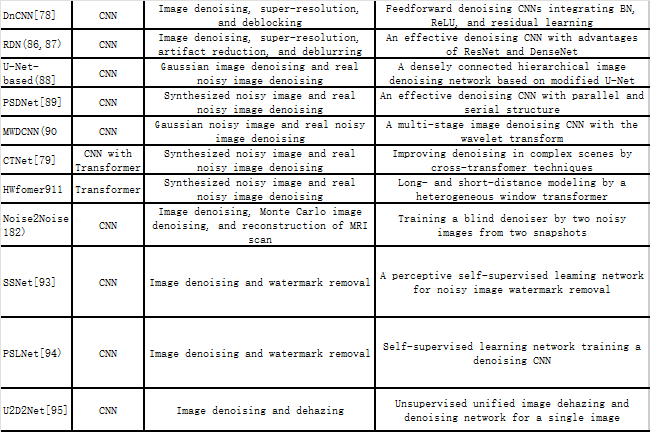 DnCNN[78] CNN Image denoising, super-resolution, and deblocking Feedforward denoising CNNs integrating BN, ReLU, and residual learning
RDN(86,87) CNN Image denoising, super-resolution, artifact reduction, and deblurring An effective denoising CNN with advantages of ResNet and DenseNet
U-Net-based(88] CNN Gaussian image denoising and real noisy image denoising A densely connected hierarchical image denoising network based on modified U-Net
PSDNet[89] CNN Synthesized noisy image and real noisy image denoising An effective denoising CNN with parallel and serial structure
MWDCNN(90 CNN Gaussian noisy image and real noisy image denoising A multi-stage image denoising CNN with the wavelet transform
CTNet[79] CNN with Transformer Synthesized noisy image and real noisy image denoising Improving denoising in complex scenes by cross-transfomer techniques
HWfomer911 Transformer Synthesized noisy image and real noisy image denoising Long- and short-distance modeling by a heterogeneous window transformer
Noise2Noise 182) CNN Image denoising, Monte Carlo image denoising, and reconstruction of MRI scan Training a blind denoiser by two noisy images from two snapshots
SSNet[93] CNN Image denoising and watermark removal A perceptive self-supervised leaming network for noisy image watermark removal
PSLNet[94) CNN Image denoising and watermark removal Self-supervised learning network training a denoising CNN
U2D2Net[95] CNN Image denoising and dehazing Unsupervised unified image dehazing and denoising network for a single image